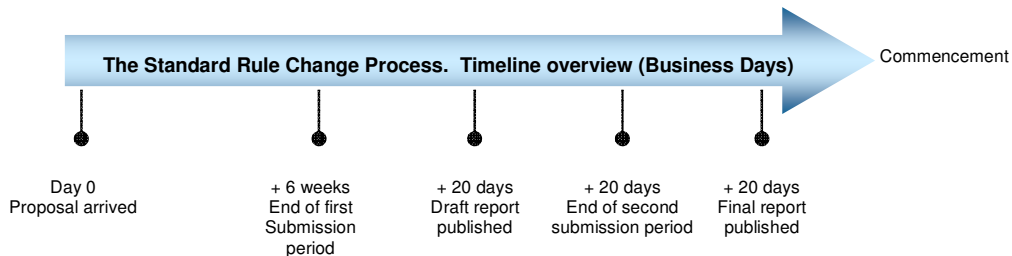 The Standard Rule Change Process. Timeline overview (Business Days)
Commencement
Day 0
Proposal arrived
+ 6 weeks
End of first
Submission
period
+ 20 days
Draft report
published
+ 20 days
End of second
submission period
+ 20 days
Final report
published